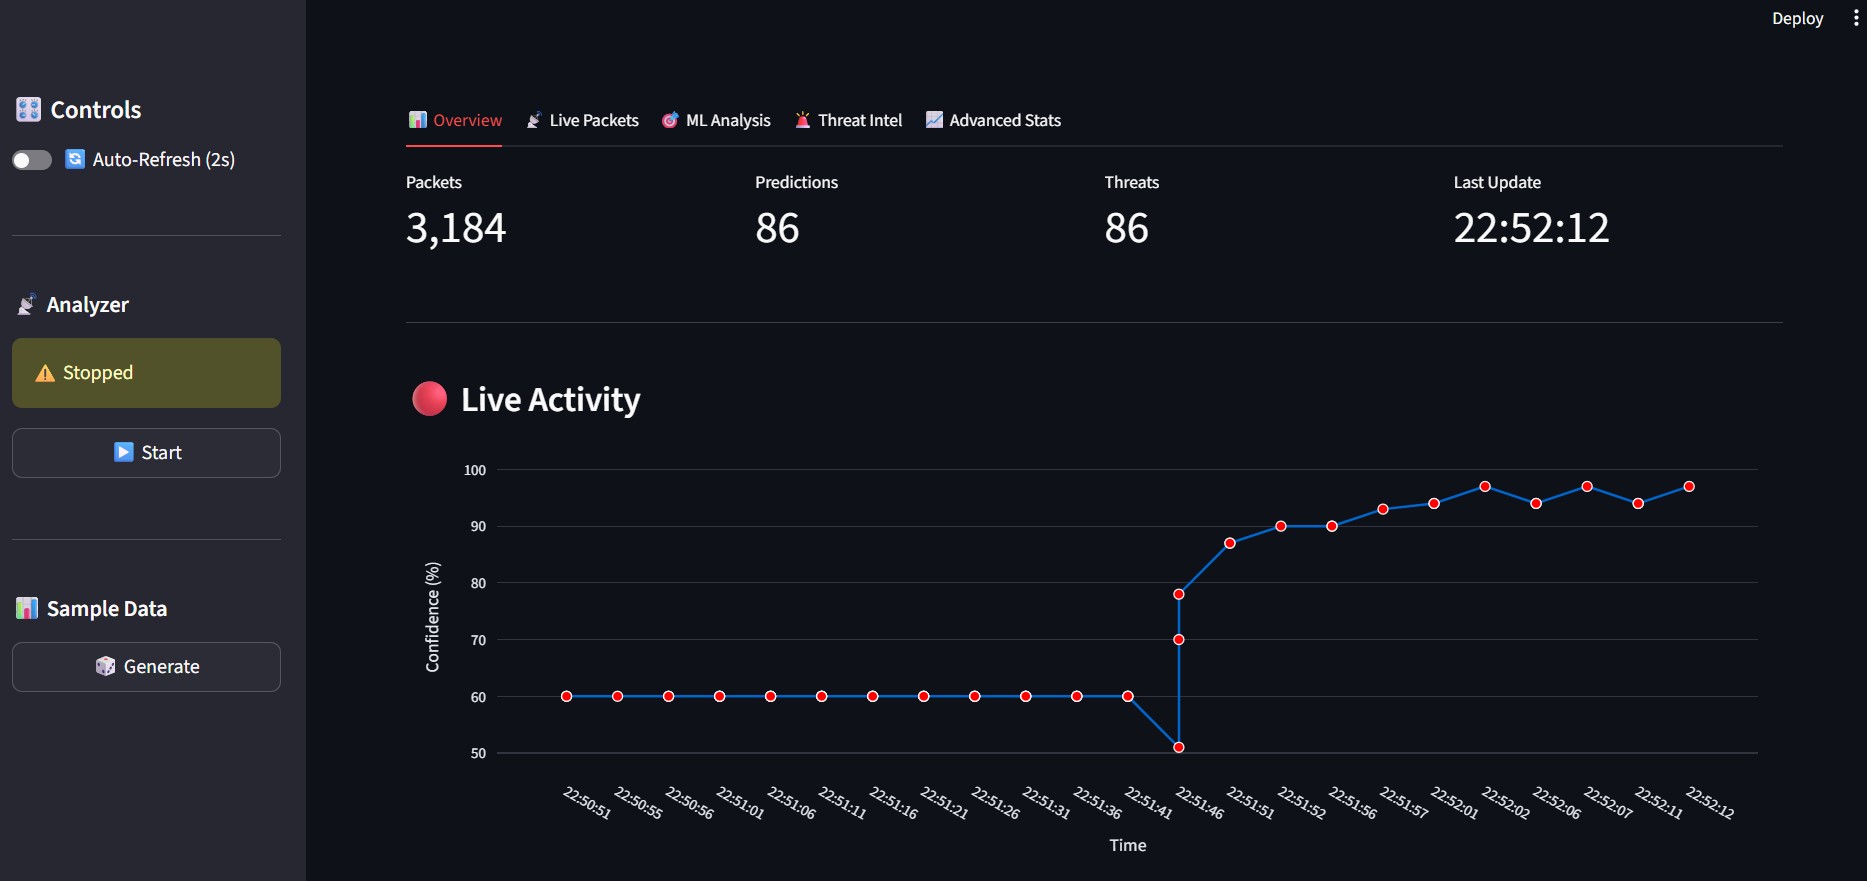 Deploy
Controls
Auto-Refresh (2s)
Analyzer
Stopped
Start
Sample Data
Generate
Overview Live Packets ML Analysis Threat Intel Advanced Stats
Packets Predictions Threats Last Update
3,184 86 86 22:52:12
Live Activity
100
90
80
70
60
50
Confidence (%)
22:50:51 22:50:55 22:50:56 22:51:01 22:51:06 22:51:11 22:51:16 22:51:21 22:51:26 22:51:31 22:51:36 22:51:41 22:51:46 22:51:51 22:51:52 22:51:56 22:51:57 22:52:01 22:52:02 22:52:06 22:52:07 22:52:11 22:52:12
Time